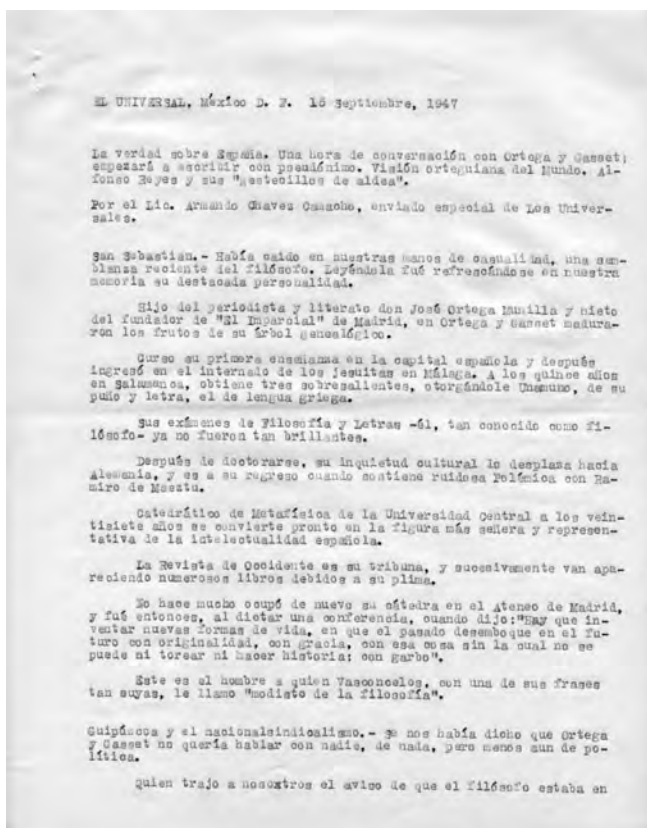 EL UNIVERSAL, México D. F. 16 Septiembre, 1947
La verdad sobre España. Una hora de conversación con Ortega y Gasset;
empezará a escribir con pseudónimo. Visión orteguiana del Mundo. Al-
fonso Reyes y sus "gestecillos de aldea".
Por el Lic. Armando Chaves Camacho, enviado especial de Los Univer-
sales.
San Sebastian.- Había caido en nuestras manos de casualidad, una sem-
blanza reciente del filósofo. Leyéndola fué refrescándose en nuestra
memoria su destacada personalidad.
Hijo del periodista y literato don José Ortega Munilla y nieto
del fundador de "El Imparcial" de Madrid, en Ortega y Gasset madura-
ron los frutos de su árbol genealógico.
Curso su primera enseñanza en la capital española y después
ingresó en el internado de los jesuitas en Málaga. A los quince años
en Salamanca, obtiene tres sobresalientes, otorgándole Unamuno, de su
puño y letra, el de lengua griega.
Sus exámenes de Filosofía y Letras -él, tan conocido como fi-
lósofo- ya no fueron tan brillantes.
Después de doctorarse, su inquietud cultural lo desplaza hacia
Alemania, y es a su regreso cuando sostiene ruidosa Polémica con Ra-
miro de Maeztu.
Catedrático de Metafísica de la Universidad Central a los vein-
tisiete años se convierte pronto en la figura más señera y represen-
tativa de la intelectualidad española.
La Revista de Occidente es su tribuna, y sucesivamente van apa-
reciendo numerosos libros debidos a su plima.
No hace mucho ocupó de nuevo su cátedra en el Ateneo de Madrid,
y fué entonces, al dictar una conferencia, cuando dijo:"Hay que in-
ventar nuevas formas de vida, en que el pasado desemboque en el fu-
turo con originalidad, con gracia, con esa cosa sin la cual no se
puede ni torear ni hacer historia: con garbo".
Este es el hombre a quien Vasconcelos, con una de sus frases
tan suyas, le llamo "modisto de la filosofía".
Guipúzcoa y el nacionalsindicalismo.- Se nos había dicho que Ortega
y Gasset no quería hablar con nadie, de nada, pero menos aun de po-
lítica.
quien trajo a nosoxtros el aviso de que el filósofo estaba en